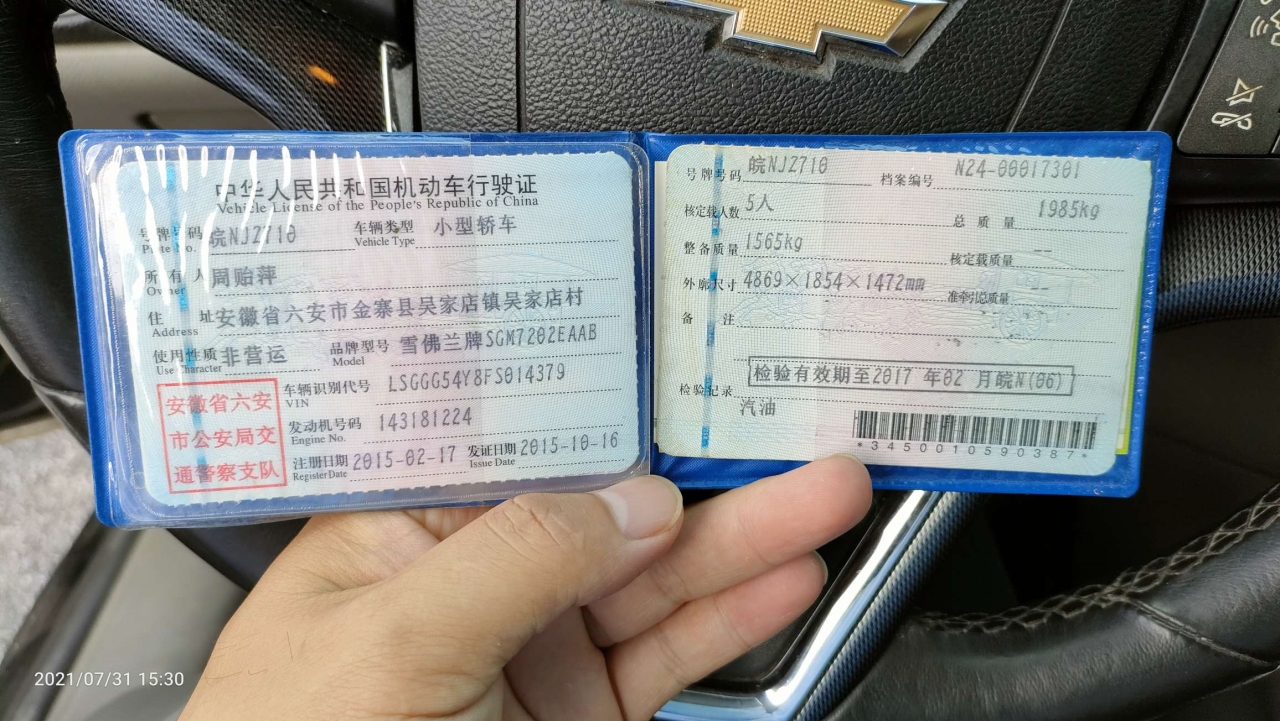 中华人民共和国机动车行驶证
Vehicle License of the People's Republic of China
号牌号码 皖NJ2710 车辆类型 小型轿车
Plate No. Vehicle Type
所有人 周贻萍
Owner
住址 安徽省六安市金寨县吴家店镇吴家店村
Address
使用性质 非营运 品牌型号 雪佛兰牌SGM7202EAAB
Use Character Model
安徽省六安
市公安局交
通警察支队
车辆识别代号 LSGGG54Y8FS014379
VIN
发动机号码 143181224
Engine No.
注册日期 2015-02-17 发证日期 2015-10-16
Register Date Issue Date
号牌号码 皖NJ2710 档案编号 N24-00017301
核定载人数 5人 总质量 1985kg
整备质量 1565kg 核定载质量 --
外廓尺寸 4869×1854×1472mm 准牵引总质量 --
备注
检验有效期至2017 年02 月皖N(06)
检验记录
汽油
*3450010590387*
2021/07/31 15:30